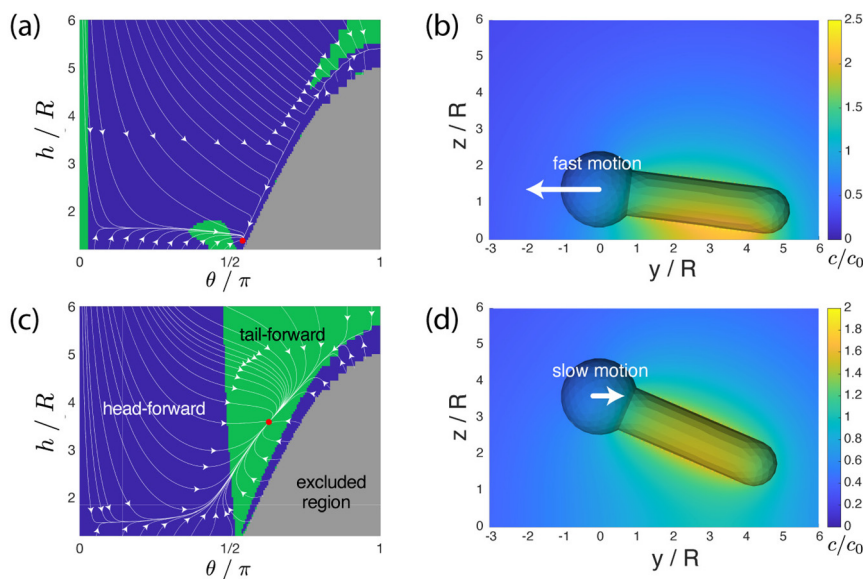 (a)
6
5
4
3
2
h / R
0
1/2
1
θ / π
(b)
6
5
4
3
2
1
0
z / R
fast motion
-3 -2 -1 0 1 2 3 4 5 6
y / R
2.5
2
1.5
1
0.5
0
c/c₀
(c)
6
5
4
3
2
h / R
tail-forward
head-forward
excluded
region
0
1/2
1
θ / π
(d)
6
5
4
3
2
1
0
z / R
slow motion
-3 -2 -1 0 1 2 3 4 5 6
y / R
2
1.8
1.6
1.4
1.2
1
0.8
0.6
0.4
0.2
0
c/c₀